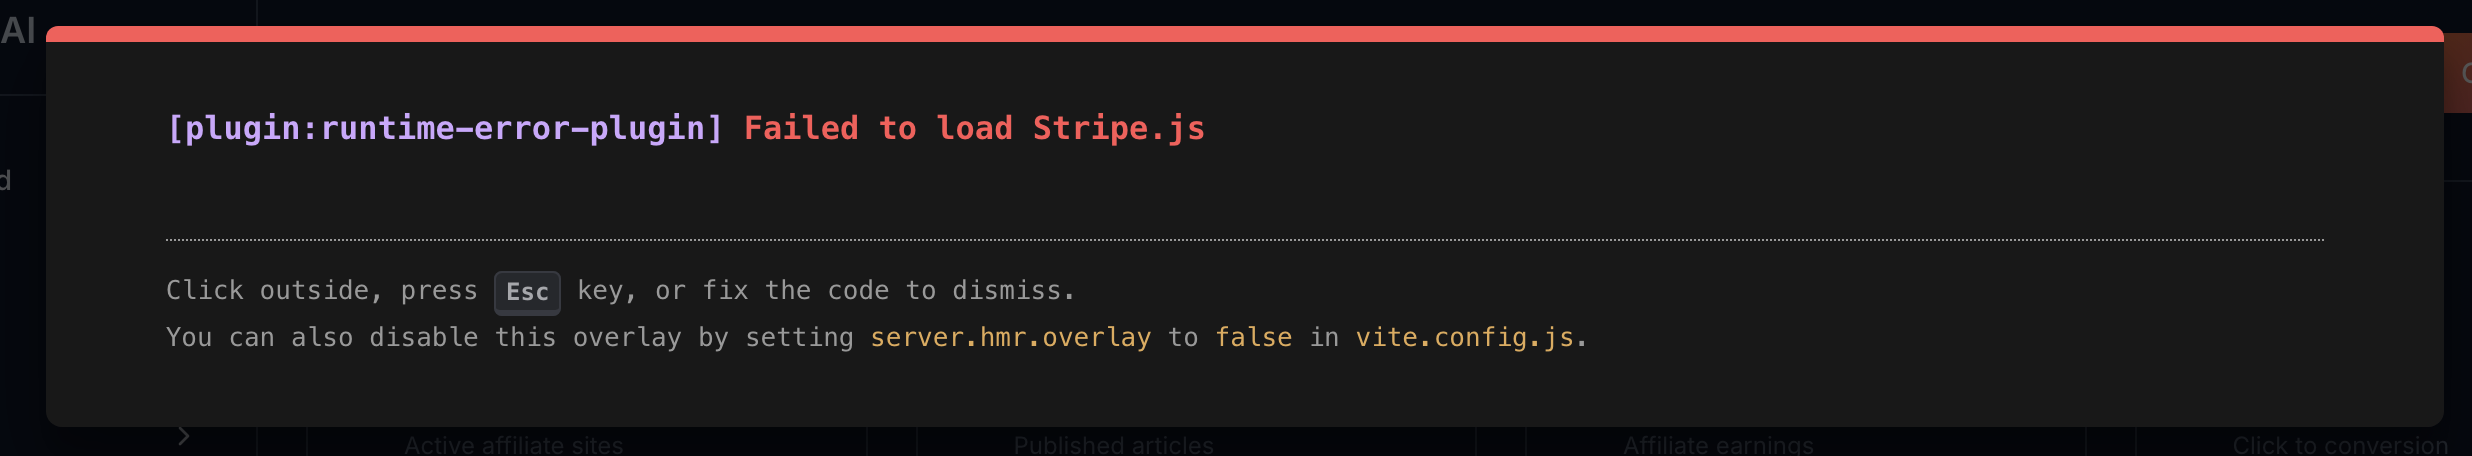 AI
[plugin:runtime-error-plugin] Failed to load Stripe.js
d
Click outside, press Esc key, or fix the code to dismiss.
You can also disable this overlay by setting server.hmr.overlay to false in vite.config.js.
Active affiliate sites
Published articles
Affiliate earnings
Click to conversion